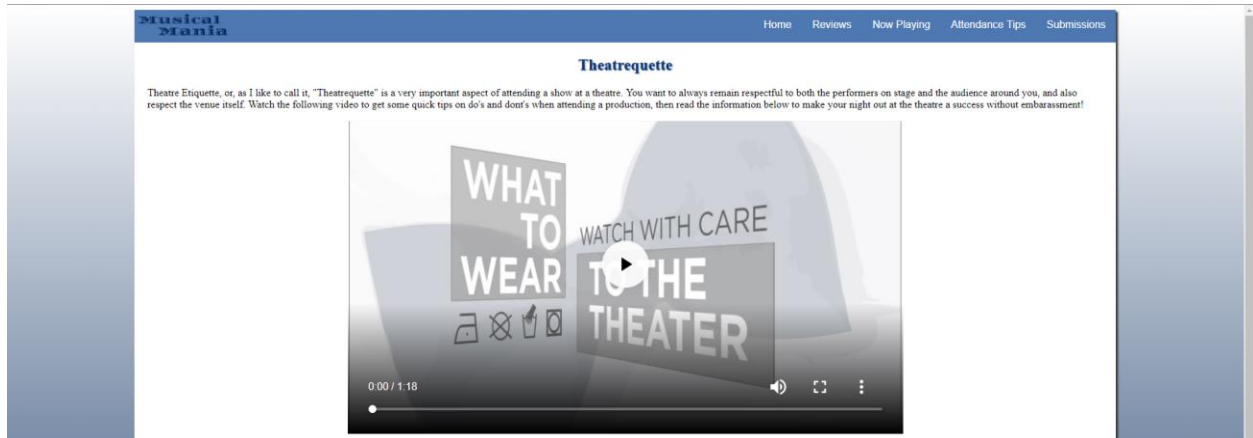 Musical
Mania
Home Reviews Now Playing Attendance Tips Submissions
Theatrequette
Theatre Etiquette, or, as I like to call it, "Theatrequette" is a very important aspect of attending a show at a theatre. You want to always remain respectful to both the performers on stage and the audience around you, and also
respect the venue itself. Watch the following video to get some quick tips on do's and dont's when attending a production, then read the information below to make your night out at the theatre a success without embarassment!
WHAT
TO
WEAR
WATCH WITH CARE
TO THE
THEATER
0:00 / 1:18